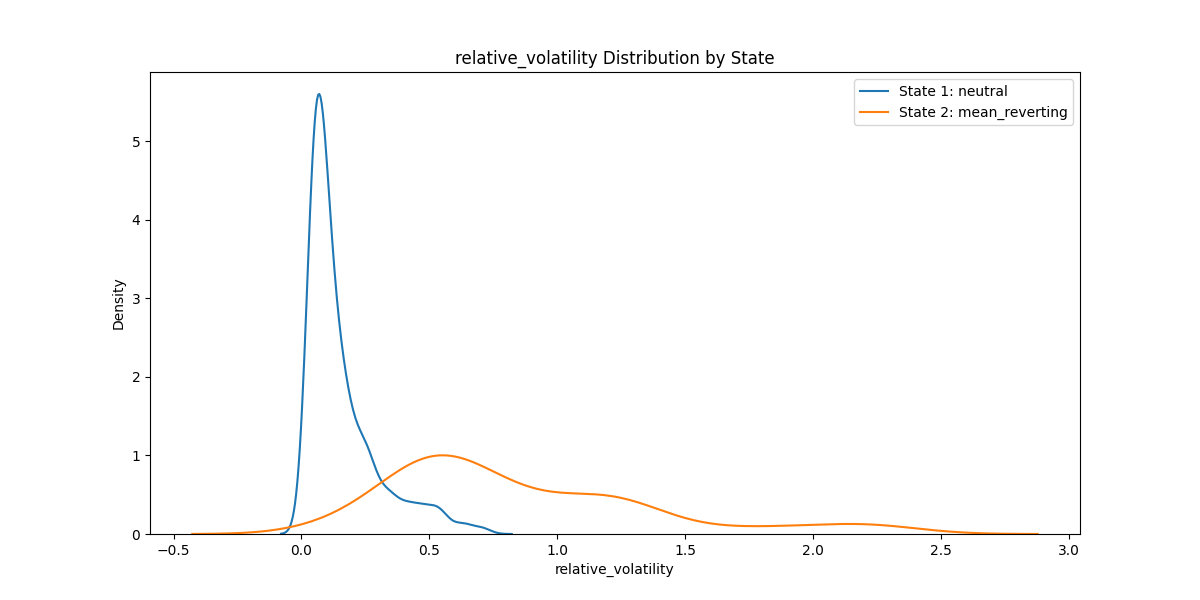 relative_volatility Distribution by State
State 1: neutral
State 2: mean_reverting
Density
5
4
3
2
1
0
−0.5
0.0
0.5
1.0
1.5
2.0
2.5
3.0
relative_volatility